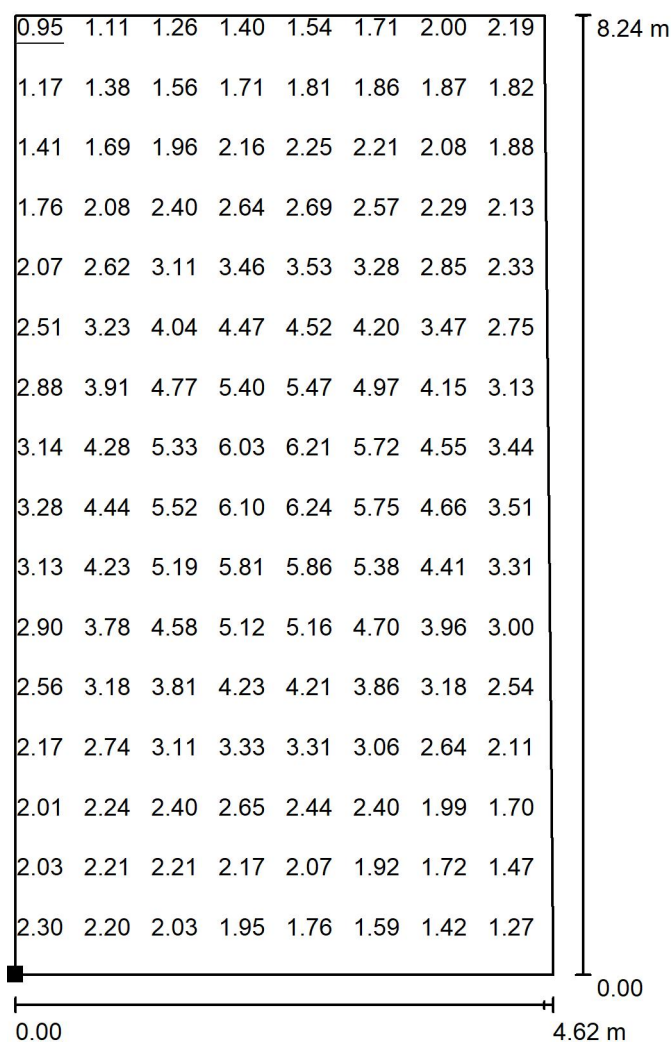 0.95 1.11 1.26 1.40 1.54 1.71 2.00 2.19 8.24 m
1.17 1.38 1.56 1.71 1.81 1.86 1.87 1.82
1.41 1.69 1.96 2.16 2.25 2.21 2.08 1.88
1.76 2.08 2.40 2.64 2.69 2.57 2.29 2.13
2.07 2.62 3.11 3.46 3.53 3.28 2.85 2.33
2.51 3.23 4.04 4.47 4.52 4.20 3.47 2.75
2.88 3.91 4.77 5.40 5.47 4.97 4.15 3.13
3.14 4.28 5.33 6.03 6.21 5.72 4.55 3.44
3.28 4.44 5.52 6.10 6.24 5.75 4.66 3.51
3.13 4.23 5.19 5.81 5.86 5.38 4.41 3.31
2.90 3.78 4.58 5.12 5.16 4.70 3.96 3.00
2.56 3.18 3.81 4.23 4.21 3.86 3.18 2.54
2.17 2.74 3.11 3.33 3.31 3.06 2.64 2.11
2.01 2.24 2.40 2.65 2.44 2.40 1.99 1.70
2.03 2.21 2.21 2.17 2.07 1.92 1.72 1.47
2.30 2.20 2.03 1.95 1.76 1.59 1.42 1.27
0.00
0.00 4.62 m